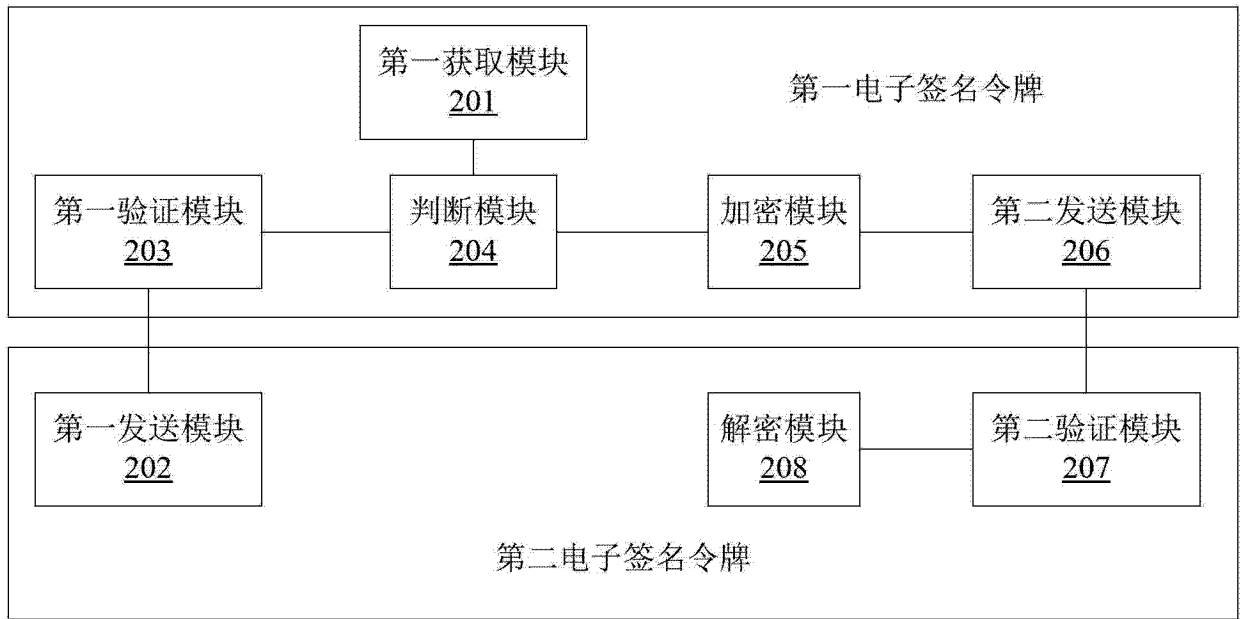 第一获取模块
201
第一电子签名令牌
第一验证模块
203
判断模块
204
加密模块
205
第二发送模块
206
第一发送模块
202
解密模块
208
第二验证模块
207
第二电子签名令牌